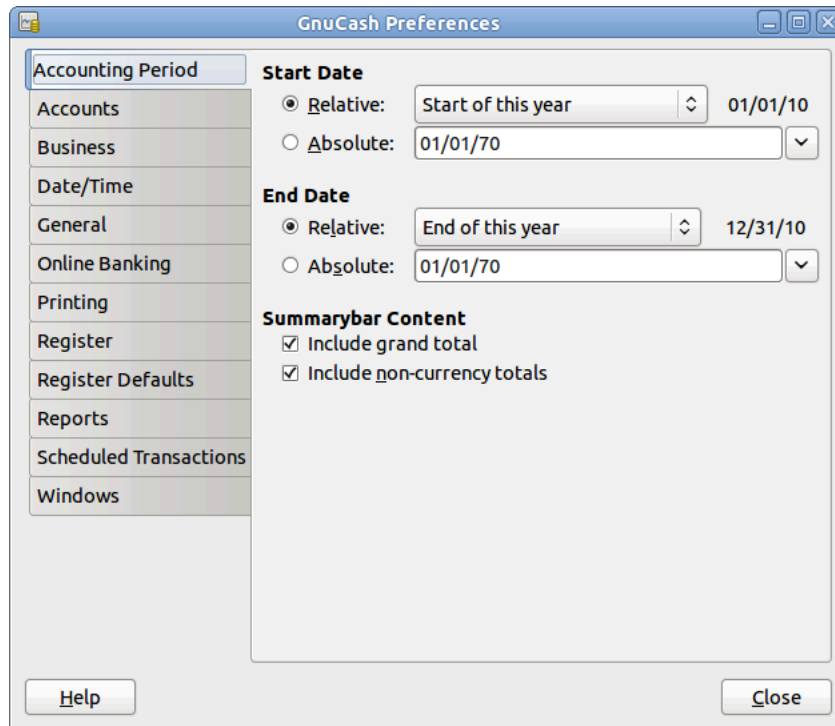 GnuCash Preferences
Accounting Period
Accounts
Business
Date/Time
General
Online Banking
Printing
Register
Register Defaults
Reports
Scheduled Transactions
Windows
Start Date
Relative: Start of this year 01/01/10
Absolute: 01/01/70
End Date
Relative: End of this year 12/31/10
Absolute: 01/01/70
Summarybar Content
Include grand total
Include non-currency totals
Help Close